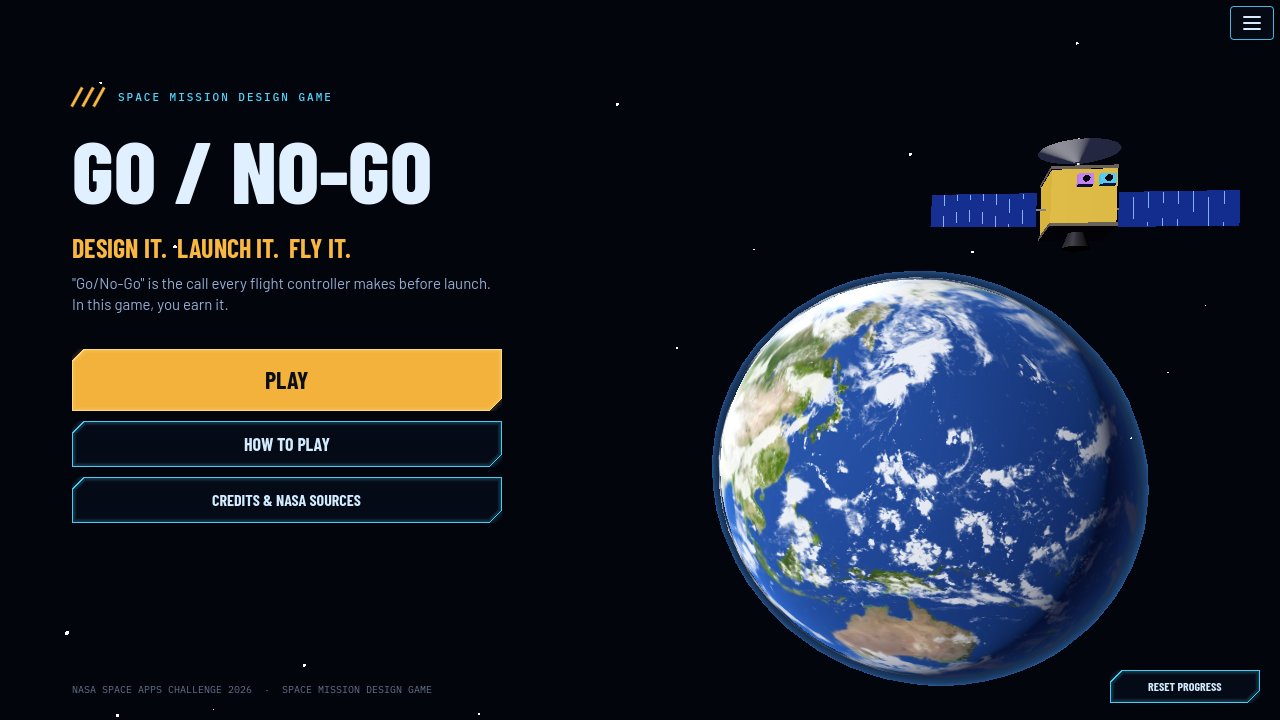 SPACE MISSION DESIGN GAME
GO / NO-GO
DESIGN IT. LAUNCH IT. FLY IT.
"Go/No-Go" is the call every flight controller makes before launch.
In this game, you earn it.
PLAY
HOW TO PLAY
CREDITS & NASA SOURCES
NASA SPACE APPS CHALLENGE 2026 - SPACE MISSION DESIGN GAME
RESET PROGRESS